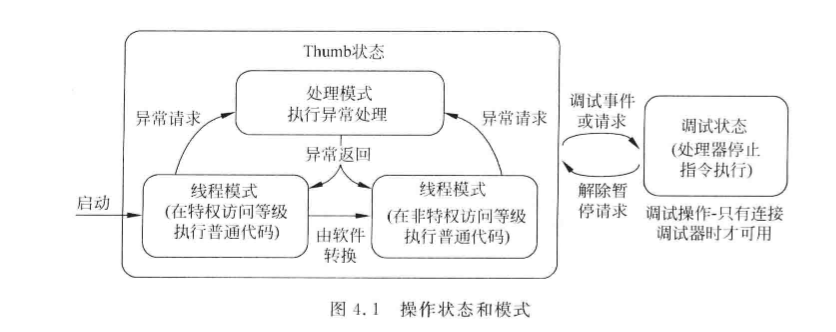 Thumb状态
处理模式
执行异常处理
异常请求
异常请求
异常返回
启动
线程模式
(在特权访问等级
执行普通代码)
由软件
转换
线程模式
(在非特权访问等级
执行普通代码)
调试事件
或请求
解除暂
停请求
调试状态
(处理器停止
指令执行)
调试操作-只有连接
调试器时才可用
图 4.1 操作状态和模式